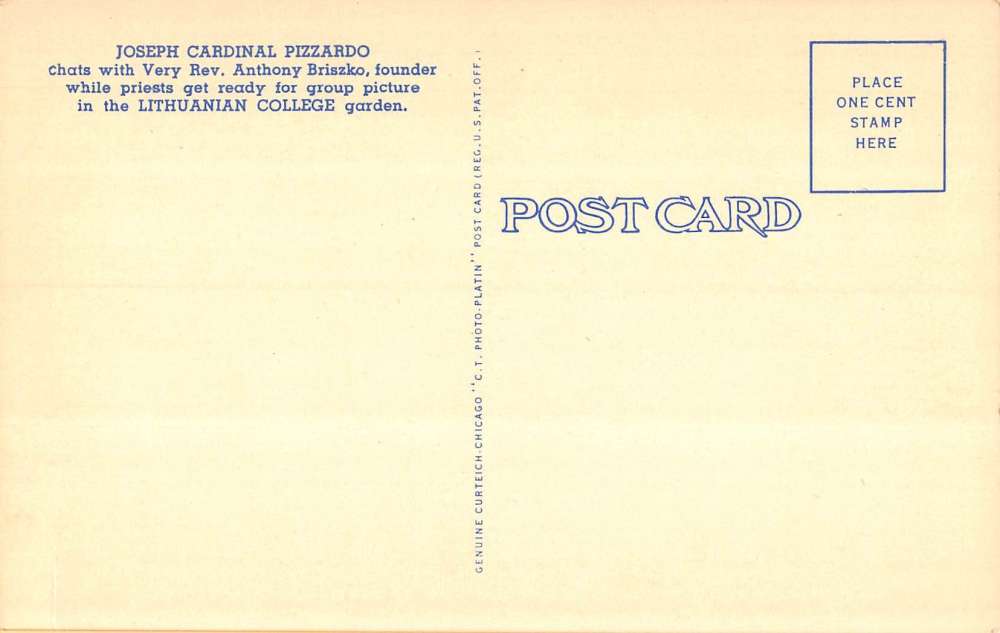 JOSEPH CARDINAL PIZZARDO
Chats with Very Rev. Anthony Briszko, founder
while priests get ready for group picture
in the LITHUANIAN COLLEGE garden.
GENUINE CURTEICH-CHICAGO "C.T. PHOTO-PLATIN" POST CARD (REG. U.S. PAT. OFF.)
POST CARD
PLACE
ONE CENT
STAMP
HERE